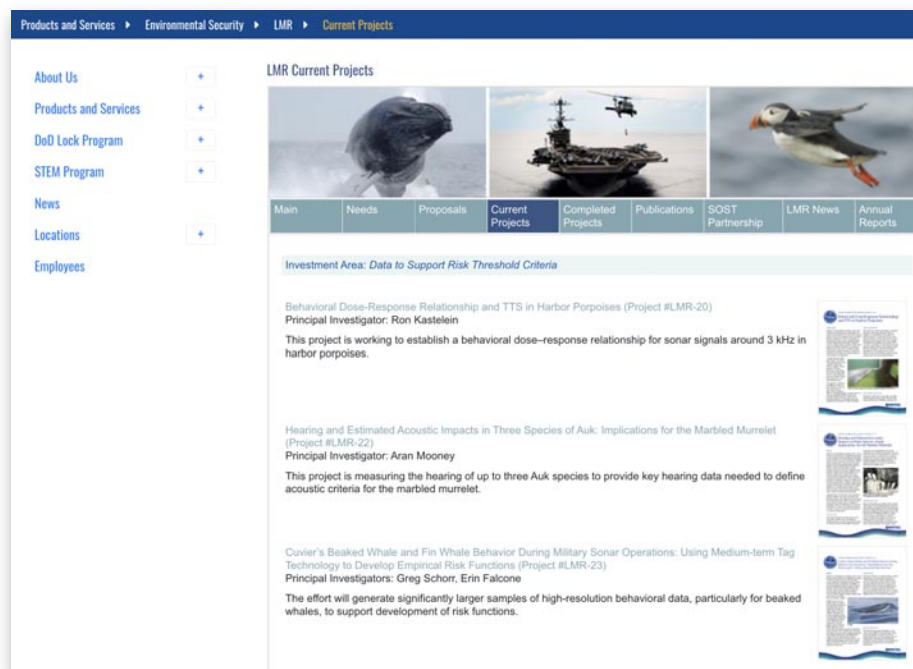 Products and Services Environmental Security LMR Current Projects
About Us +
Products and Services +
DoD Lock Program +
STEM Program +
News
Locations +
Employees
LMR Current Projects
Main Needs Proposals Current Projects Completed Projects Publications SOST Partnership LMR News Annual Reports
Investment Area: Data to Support Risk Threshold Criteria
Behavioral Dose-Response Relationship and TTS in Harbor Porpoises (Project #LMR-20)
Principal Investigator: Ron Kastelein
This project is working to establish a behavioral dose–response relationship for sonar signals around 3 kHz in
harbor porpoises.
Hearing and Estimated Acoustic Impacts in Three Species of Auk: Implications for the Marbled Murrelet
(Project #LMR-22)
Principal Investigator: Aran Mooney
This project is measuring the hearing of up to three Auk species to provide key hearing data needed to define
acoustic criteria for the marbled murrelet.
Cuvier's Beaked Whale and Fin Whale Behavior During Military Sonar Operations: Using Medium-term Tag
Technology to Develop Empirical Risk Functions (Project #LMR-23)
Principal Investigators: Greg Schorr, Erin Falcone
The effort will generate significantly larger samples of high-resolution behavioral data, particularly for beaked
whales, to support development of risk functions.